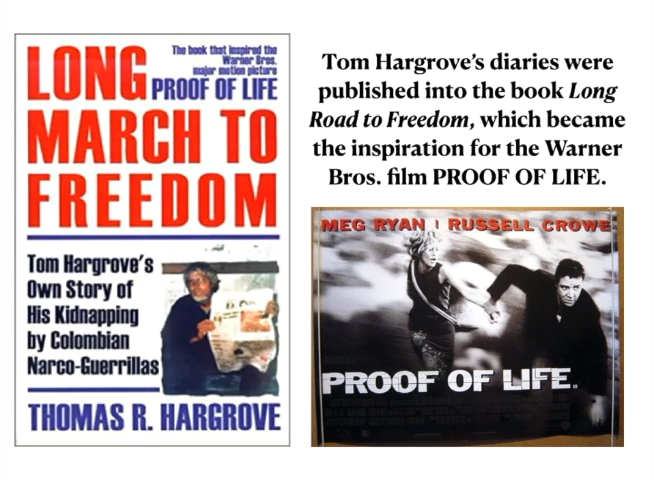 LONG
The book that inspired the
Warner Bros.
major motion picture
PROOF OF LIFE
MARCH TO
FREEDOM
Tom Hargrove's
Own Story of
His Kidnapping
by Colombian
Narco-Guerrillas
THOMAS R. HARGROVE
Tom Hargrove’s diaries were
published into the book Long
Road to Freedom, which became
the inspiration for the Warner
Bros. film PROOF OF LIFE.
MEG RYAN RUSSELL CROWE
PROOF OF LIFE